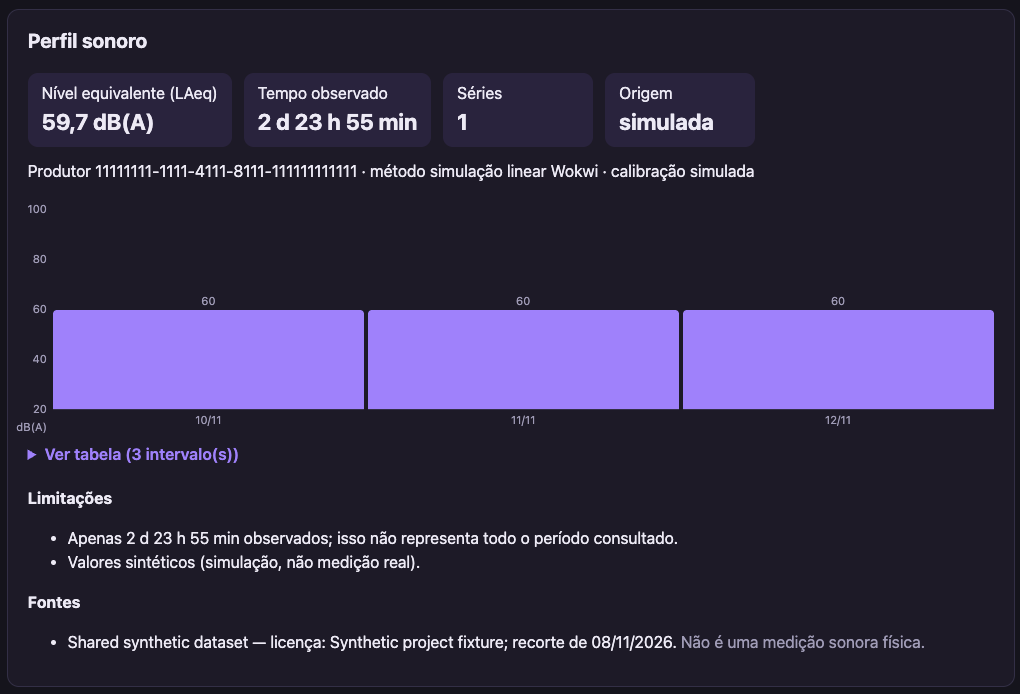 Perfil sonoro
Nível equivalente (LAeq)
59,7 dB(A)
Tempo observado
2 d 23 h 55 min
Séries
1
Origem
simulada
Produtor 11111111-1111-4111-8111-111111111111 · método simulação linear Wokwi · calibração simulada
100
80
60
40
20
dB(A)
60
60
60
10/11
11/11
12/11
▶ Ver tabela (3 intervalo(s))
Limitações
• Apenas 2 d 23 h 55 min observados; isso não representa todo o período consultado.
• Valores sintéticos (simulação, não medição real).
Fontes
• Shared synthetic dataset — licença: Synthetic project fixture; recorte de 08/11/2026. Não é uma medição sonora física.